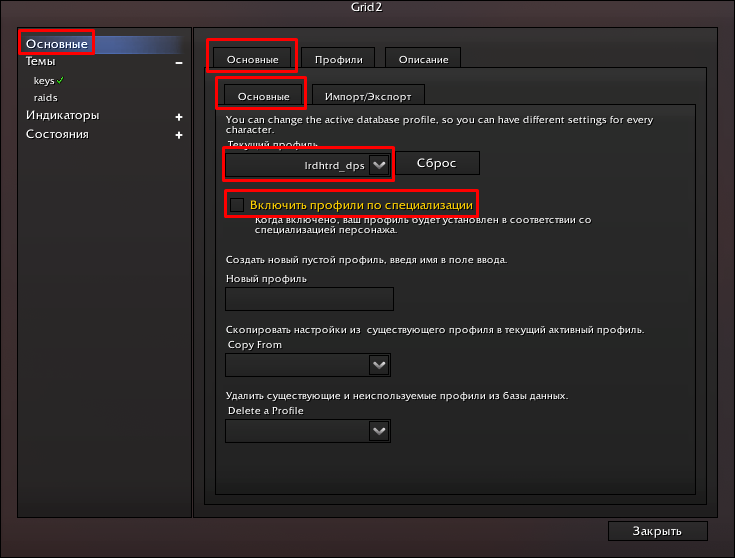 Grid2
Основные
Темы
keys
raids
Индикаторы
Состояния
Основные
Профили
Описание
Основные
Импорт/Экспорт
You can change the active database profile, so you can have different settings for every
character.
Текущий профиль
lrdhtrd_dps
Сброс
Включить профили по специализации
Когда включено, ваш профиль будет установлен в соответствии со
специализацией персонажа.
Создать новый пустой профиль, введя имя в поле ввода.
Новый профиль
Скопировать настройки из существующего профиля в текущий активный профиль.
Copy From
Удалить существующие и неиспользуемые профили из базы данных.
Delete a Profile
Закрыть